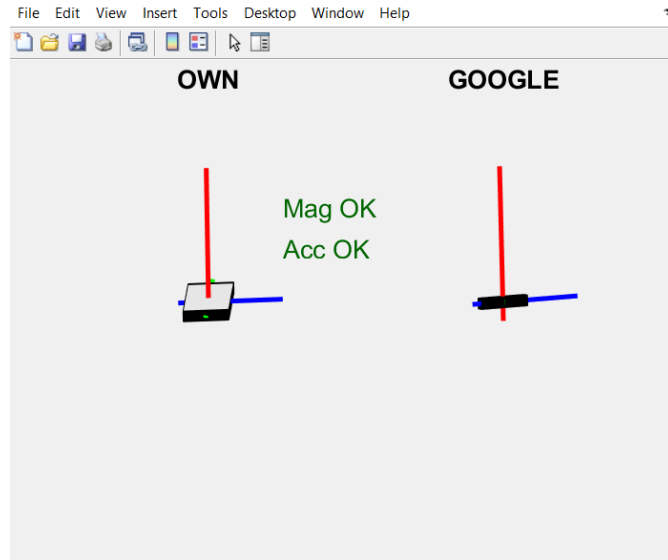 File Edit View Insert Tools Desktop Window Help
OWN GOOGLE
Mag OK
Acc OK